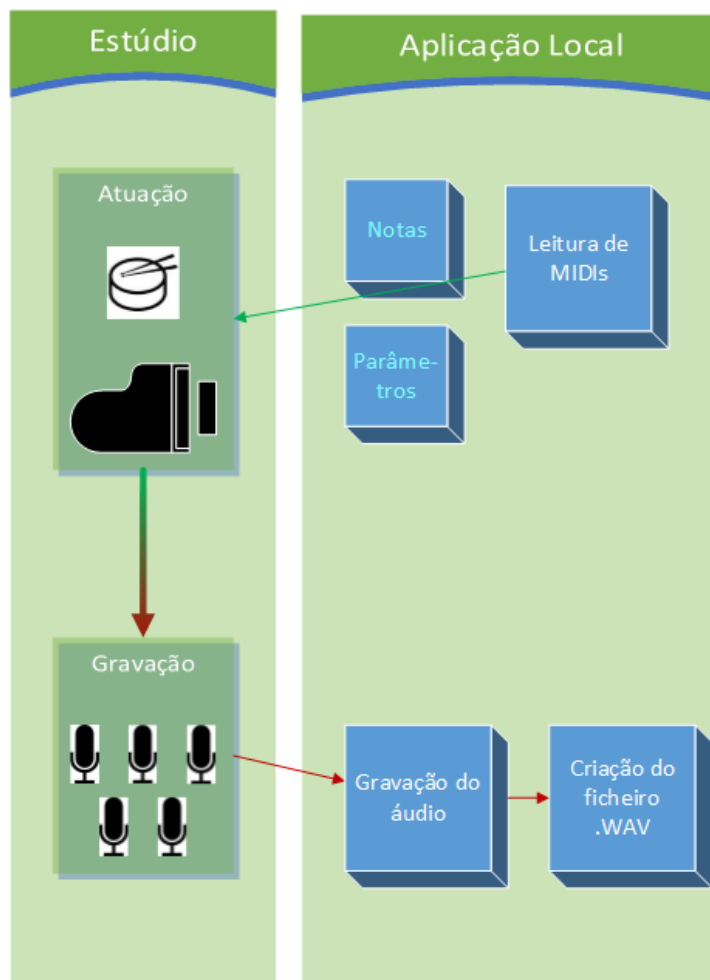 Estúdio
Aplicação Local
Atuação
Notas
Leitura de
MIDIs
Parâme-
tros
Gravação
Gravação do
áudio
Criação do
ficheiro
.WAV